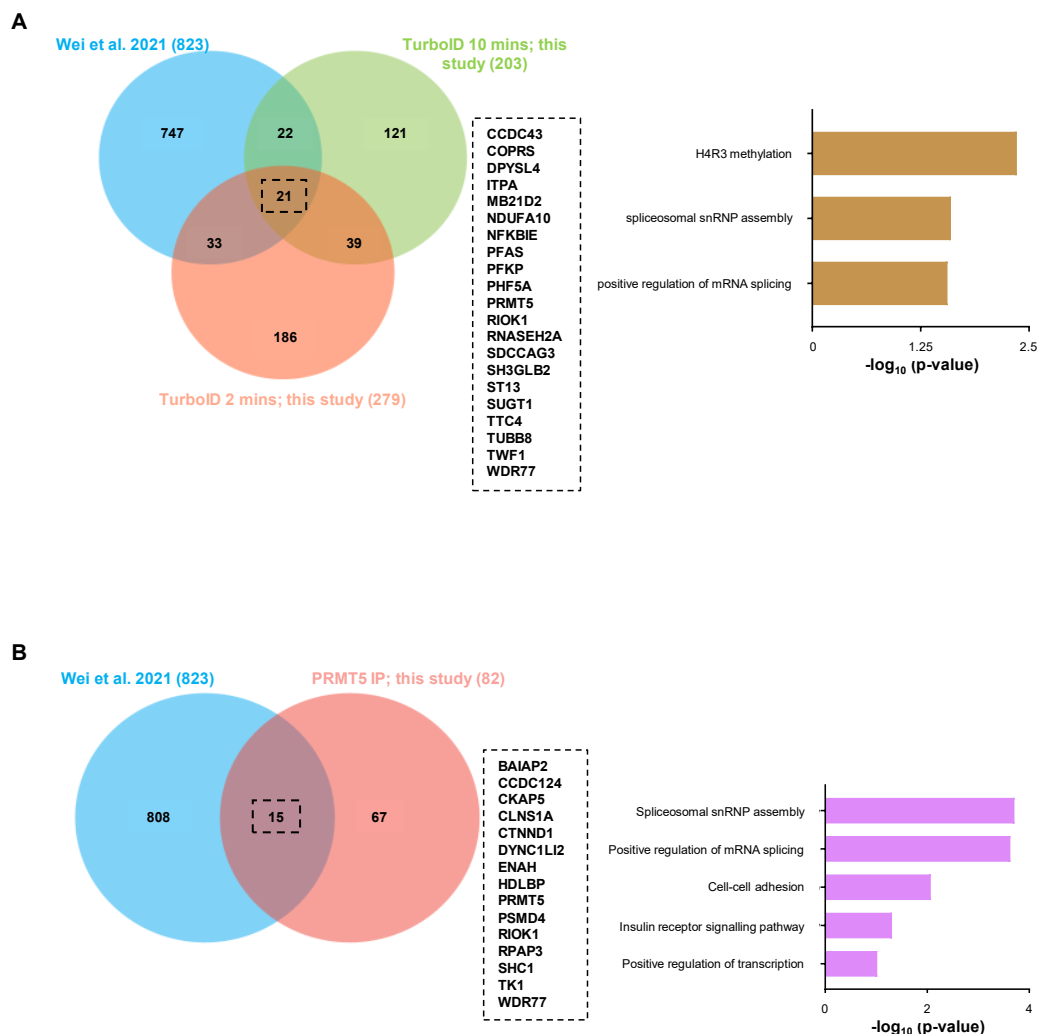 A
Wei et al. 2021 (823)
TurboID 10 mins; this
study (203)
747
22
121
21
33
39
186
TurboID 2 mins; this study (279)
CCDC43
COPRS
DPYSL4
ITPA
MB21D2
NDUFA10
NFKBIE
PFAS
PFKP
PHF5A
PRMT5
RIOK1
RNASEH2A
SDCCAG3
SH3GLB2
ST13
SUGT1
TTC4
TUBB8
TWF1
WDR77
H4R3 methylation
spliceosomal snRNP assembly
positive regulation of mRNA splicing
0 1.25 2.5
-log10 (p-value)
B
Wei et al. 2021 (823)
PRMT5 IP; this study (82)
808
15
67
BAIAP2
CCDC124
CKAP5
CLNS1A
CTNND1
DYNC1LI2
ENAH
HDLBP
PRMT5
PSMD4
RIOK1
RPAP3
SHC1
TK1
WDR77
Spliceosomal snRNP assembly
Positive regulation of mRNA splicing
Cell-cell adhesion
Insulin receptor signalling pathway
Positive regulation of transcription
0 2 4
-log10 (p-value)